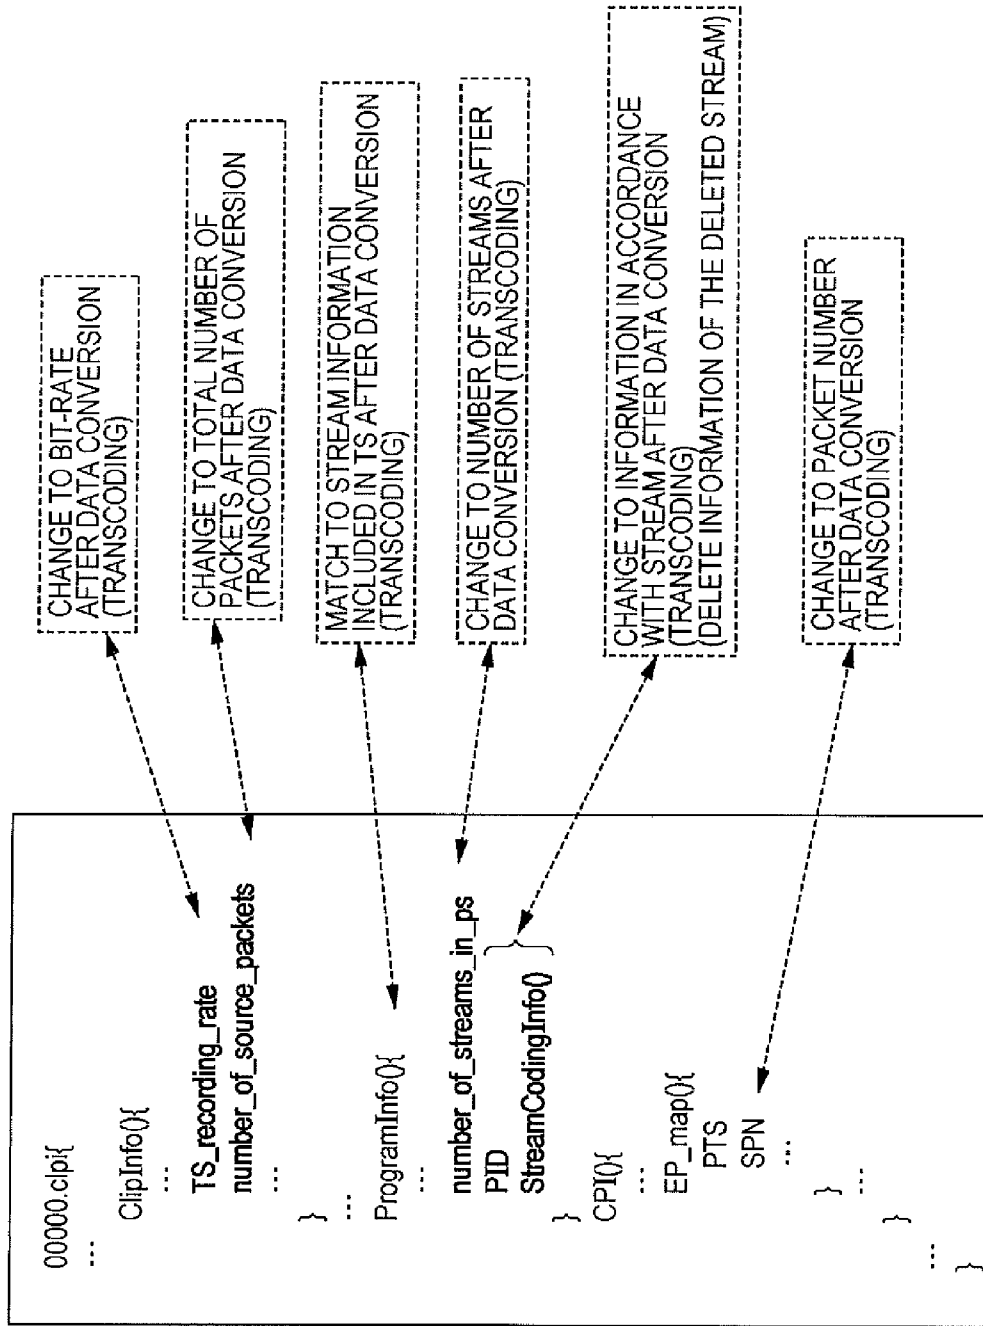 00000.clpi{
...
ClipInfo(){
...
TS_recording_rate
number_of_source_packets
...
}
...
ProgramInfo(){
...
number_of_streams_in_ps
PID
StreamCodingInfo()
}
CPI(){
...
EP_map(){
PTS
SPN
...
}
...
}
...
}
CHANGE TO BIT-RATE
AFTER DATA CONVERSION
(TRANSCODING)
CHANGE TO TOTAL NUMBER OF
PACKETS AFTER DATA CONVERSION
(TRANSCODING)
MATCH TO STREAM INFORMATION
INCLUDED IN TS AFTER DATA CONVERSION
(TRANSCODING)
CHANGE TO NUMBER OF STREAMS AFTER
DATA CONVERSION (TRANSCODING)
CHANGE TO INFORMATION IN ACCORDANCE
WITH STREAM AFTER DATA CONVERSION
(TRANSCODING)
(DELETE INFORMATION OF THE DELETED STREAM)
CHANGE TO PACKET NUMBER
AFTER DATA CONVERSION
(TRANSCODING)